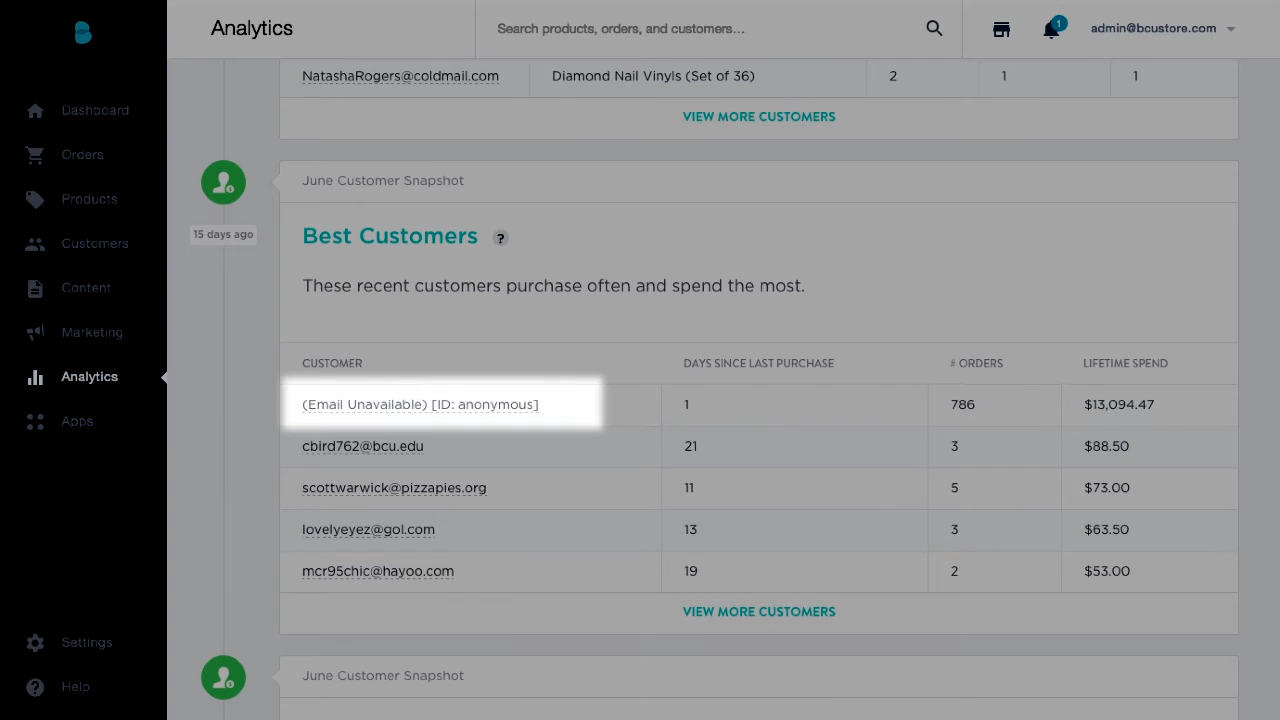 Analytics
Search products, orders, and customers...
1
admin@bcustore.com
Dashboard
Orders
Products
Customers
Content
Marketing
Analytics
Apps
Settings
Help
NatashaRogers@coldmail.com Diamond Nail Vinyls (Set of 36) 2 1 1
VIEW MORE CUSTOMERS
June Customer Snapshot
15 days ago
Best Customers ?
These recent customers purchase often and spend the most.
CUSTOMER DAYS SINCE LAST PURCHASE # ORDERS LIFETIME SPEND
(Email Unavailable) [ID: anonymous] 1 786 $13,094.47
cbird762@bcu.edu 21 3 $88.50
scottwarwick@pizzapies.org 11 5 $73.00
lovelyeyez@gol.com 13 3 $63.50
mcr95chic@hayoo.com 19 2 $53.00
VIEW MORE CUSTOMERS
June Customer Snapshot